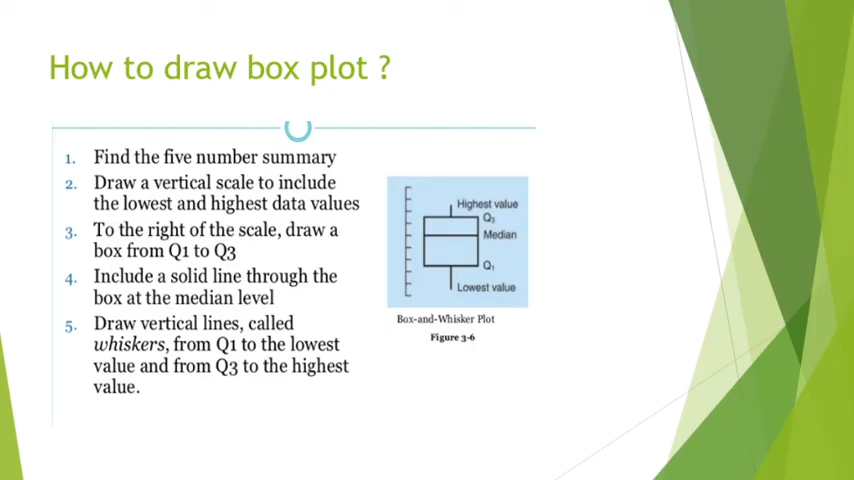 How to draw box plot ?
1. Find the five number summary
2. Draw a vertical scale to include
the lowest and highest data values
3. To the right of the scale, draw a
box from Q1 to Q3
4. Include a solid line through the
box at the median level
5. Draw vertical lines, called
whiskers, from Q1 to the lowest
value and from Q3 to the highest
value.
Highest value
Q₃
Median
Q₁
Lowest value
Box-and-Whisker Plot
Figure 3-6